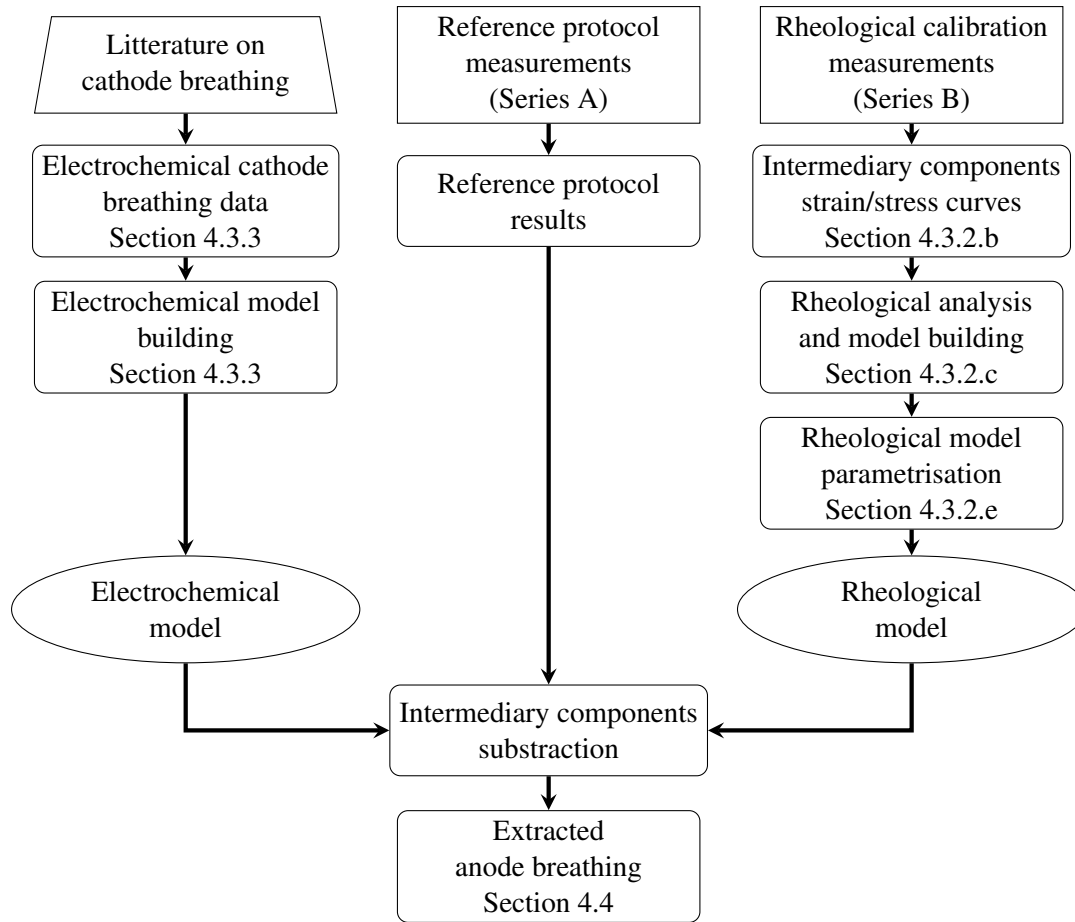 Litterature on
cathode breathing
Electrochemical cathode
breathing data
Section 4.3.3
Electrochemical model
building
Section 4.3.3
Electrochemical
model
Reference protocol
measurements
(Series A)
Reference protocol
results
Rheological calibration
measurements
(Series B)
Intermediary components
strain/stress curves
Section 4.3.2.b
Rheological analysis
and model building
Section 4.3.2.c
Rheological model
parametrisation
Section 4.3.2.e
Rheological
model
Intermediary components
substraction
Extracted
anode breathing
Section 4.4